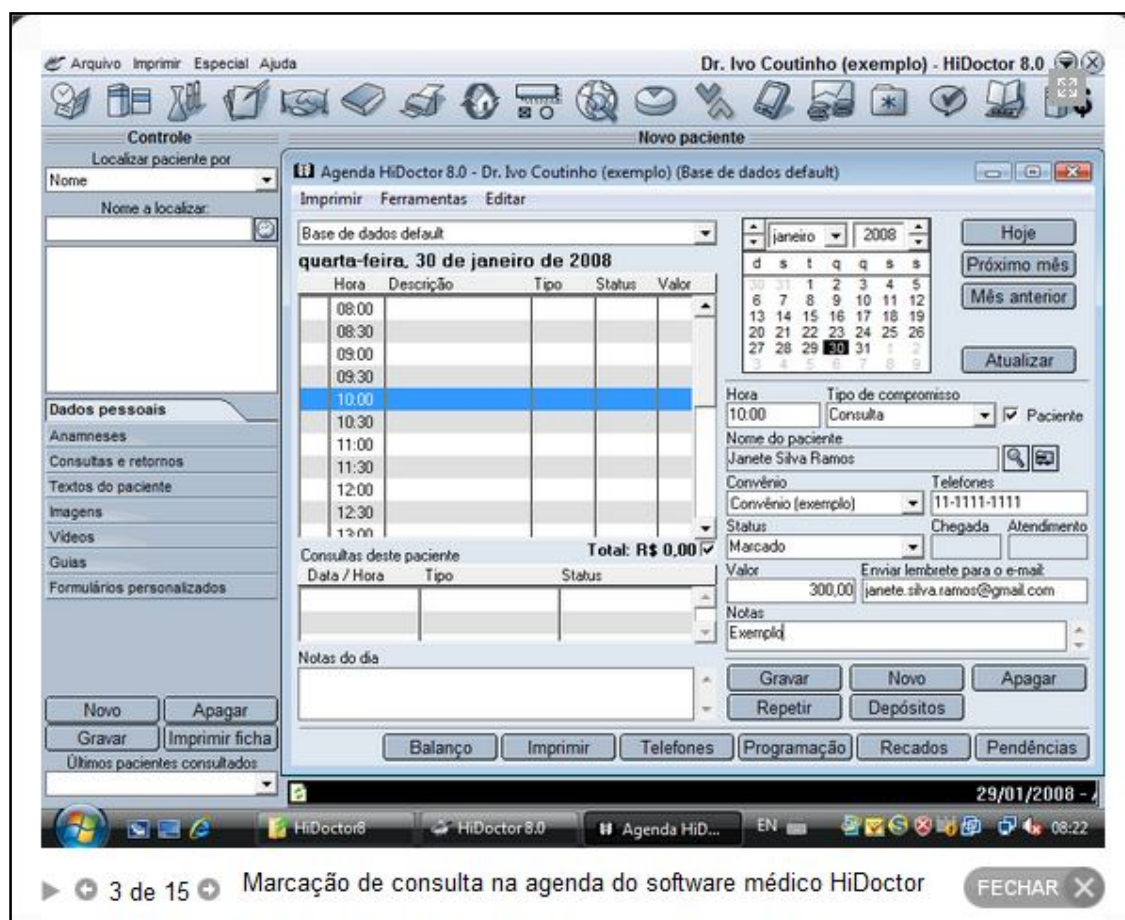 Arquivo Imprimir Especial Ajuda
Dr. Ivo Coutinho (exemplo) - HiDoctor 8.0
Controle
Novo paciente
Localizar paciente por
Nome
Nome a localizar:
Dados pessoais
Anamneses
Consultas e retornos
Textos do paciente
Imagens
Vídeos
Guias
Formulários personalizados
Novo Apagar
Gravar Imprimir ficha
Últimos pacientes consultados
Agenda HiDoctor 8.0 - Dr. Ivo Coutinho (exemplo) (Base de dados default)
Imprimir Ferramentas Editar
Base de dados default
quarta-feira, 30 de janeiro de 2008
Hora Descrição Tipo Status Valor
08:00
08:30
09:00
09:30
10:00
10:30
11:00
11:30
12:00
12:30
13:00
Consultas deste paciente Total: R$ 0,00
Data / Hora Tipo Status
Notas do dia
janeiro 2008
d s t q q s s
30 31 1 2 3 4 5
6 7 8 9 10 11 12
13 14 15 16 17 18 19
20 21 22 23 24 25 26
27 28 29 30 31 1 2
3 4 5 6 7 8 9
Hoje
Próximo mês
Mês anterior
Atualizar
Hora Tipo de compromisso
10:00 Consulta Paciente
Nome do paciente
Janete Silva Ramos
Convênio Telefones
Convênio (exemplo) 11-1111-1111
Status Chegada Atendimento
Marcado
Valor Enviar lembrete para o e-mail:
300,00 janete.silva.ramos@gmail.com
Notas
Exemplo
Gravar Novo Apagar
Repetir Depósitos
Balanço Imprimir Telefones Programação Recados Pendências
29/01/2008 -
HiDoctor8 HiDoctor 8.0 Agenda HiD... EN 08:22
3 de 15 Marcação de consulta na agenda do software médico HiDoctor FECHAR